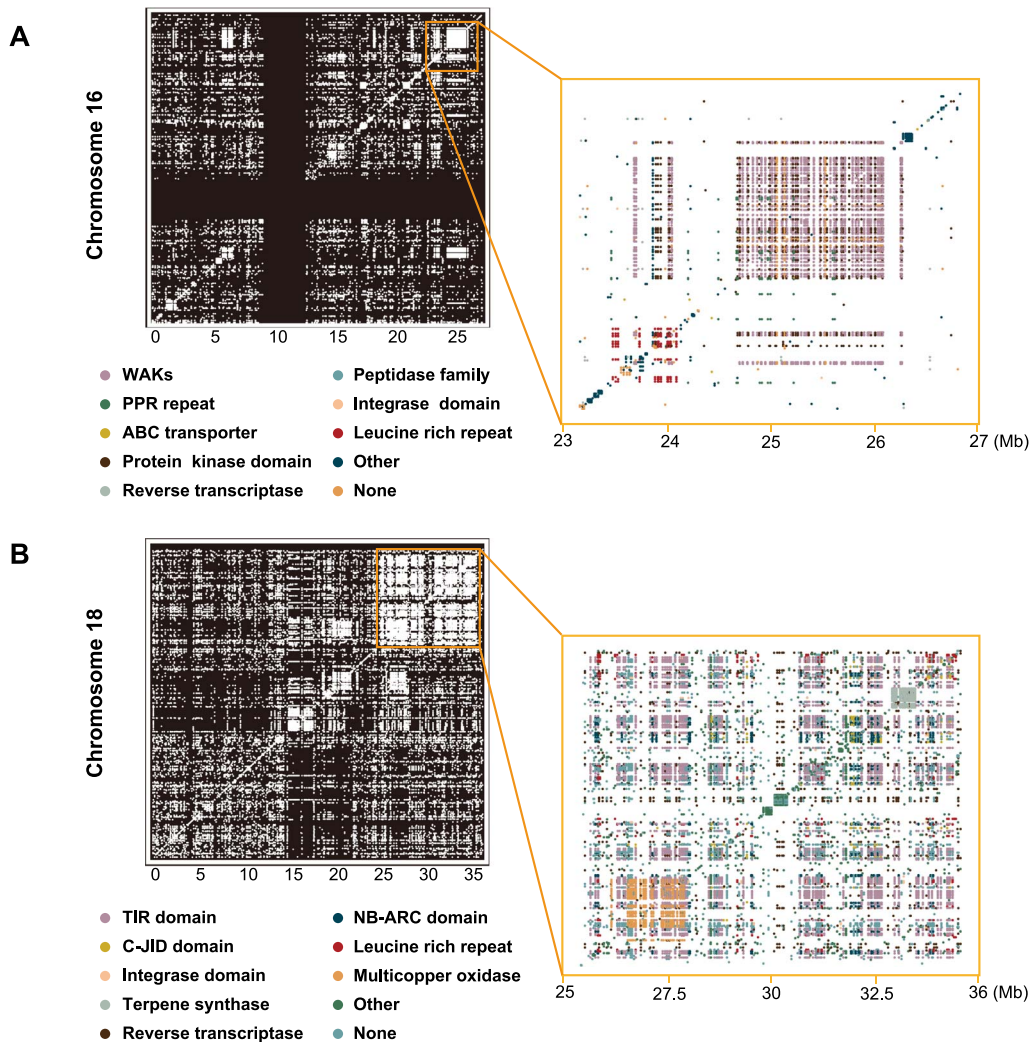 A
Chromosome 16
0 5 10 15 20 25
23 24 25 26 27 (Mb)
WAKs
PPR repeat
ABC transporter
Protein kinase domain
Reverse transcriptase
Peptidase family
Integrase domain
Leucine rich repeat
Other
None
B
Chromosome 18
0 5 10 15 20 25 30 35
25 27.5 30 32.5 36 (Mb)
TIR domain
C-JID domain
Integrase domain
Terpene synthase
Reverse transcriptase
NB-ARC domain
Leucine rich repeat
Multicopper oxidase
Other
None